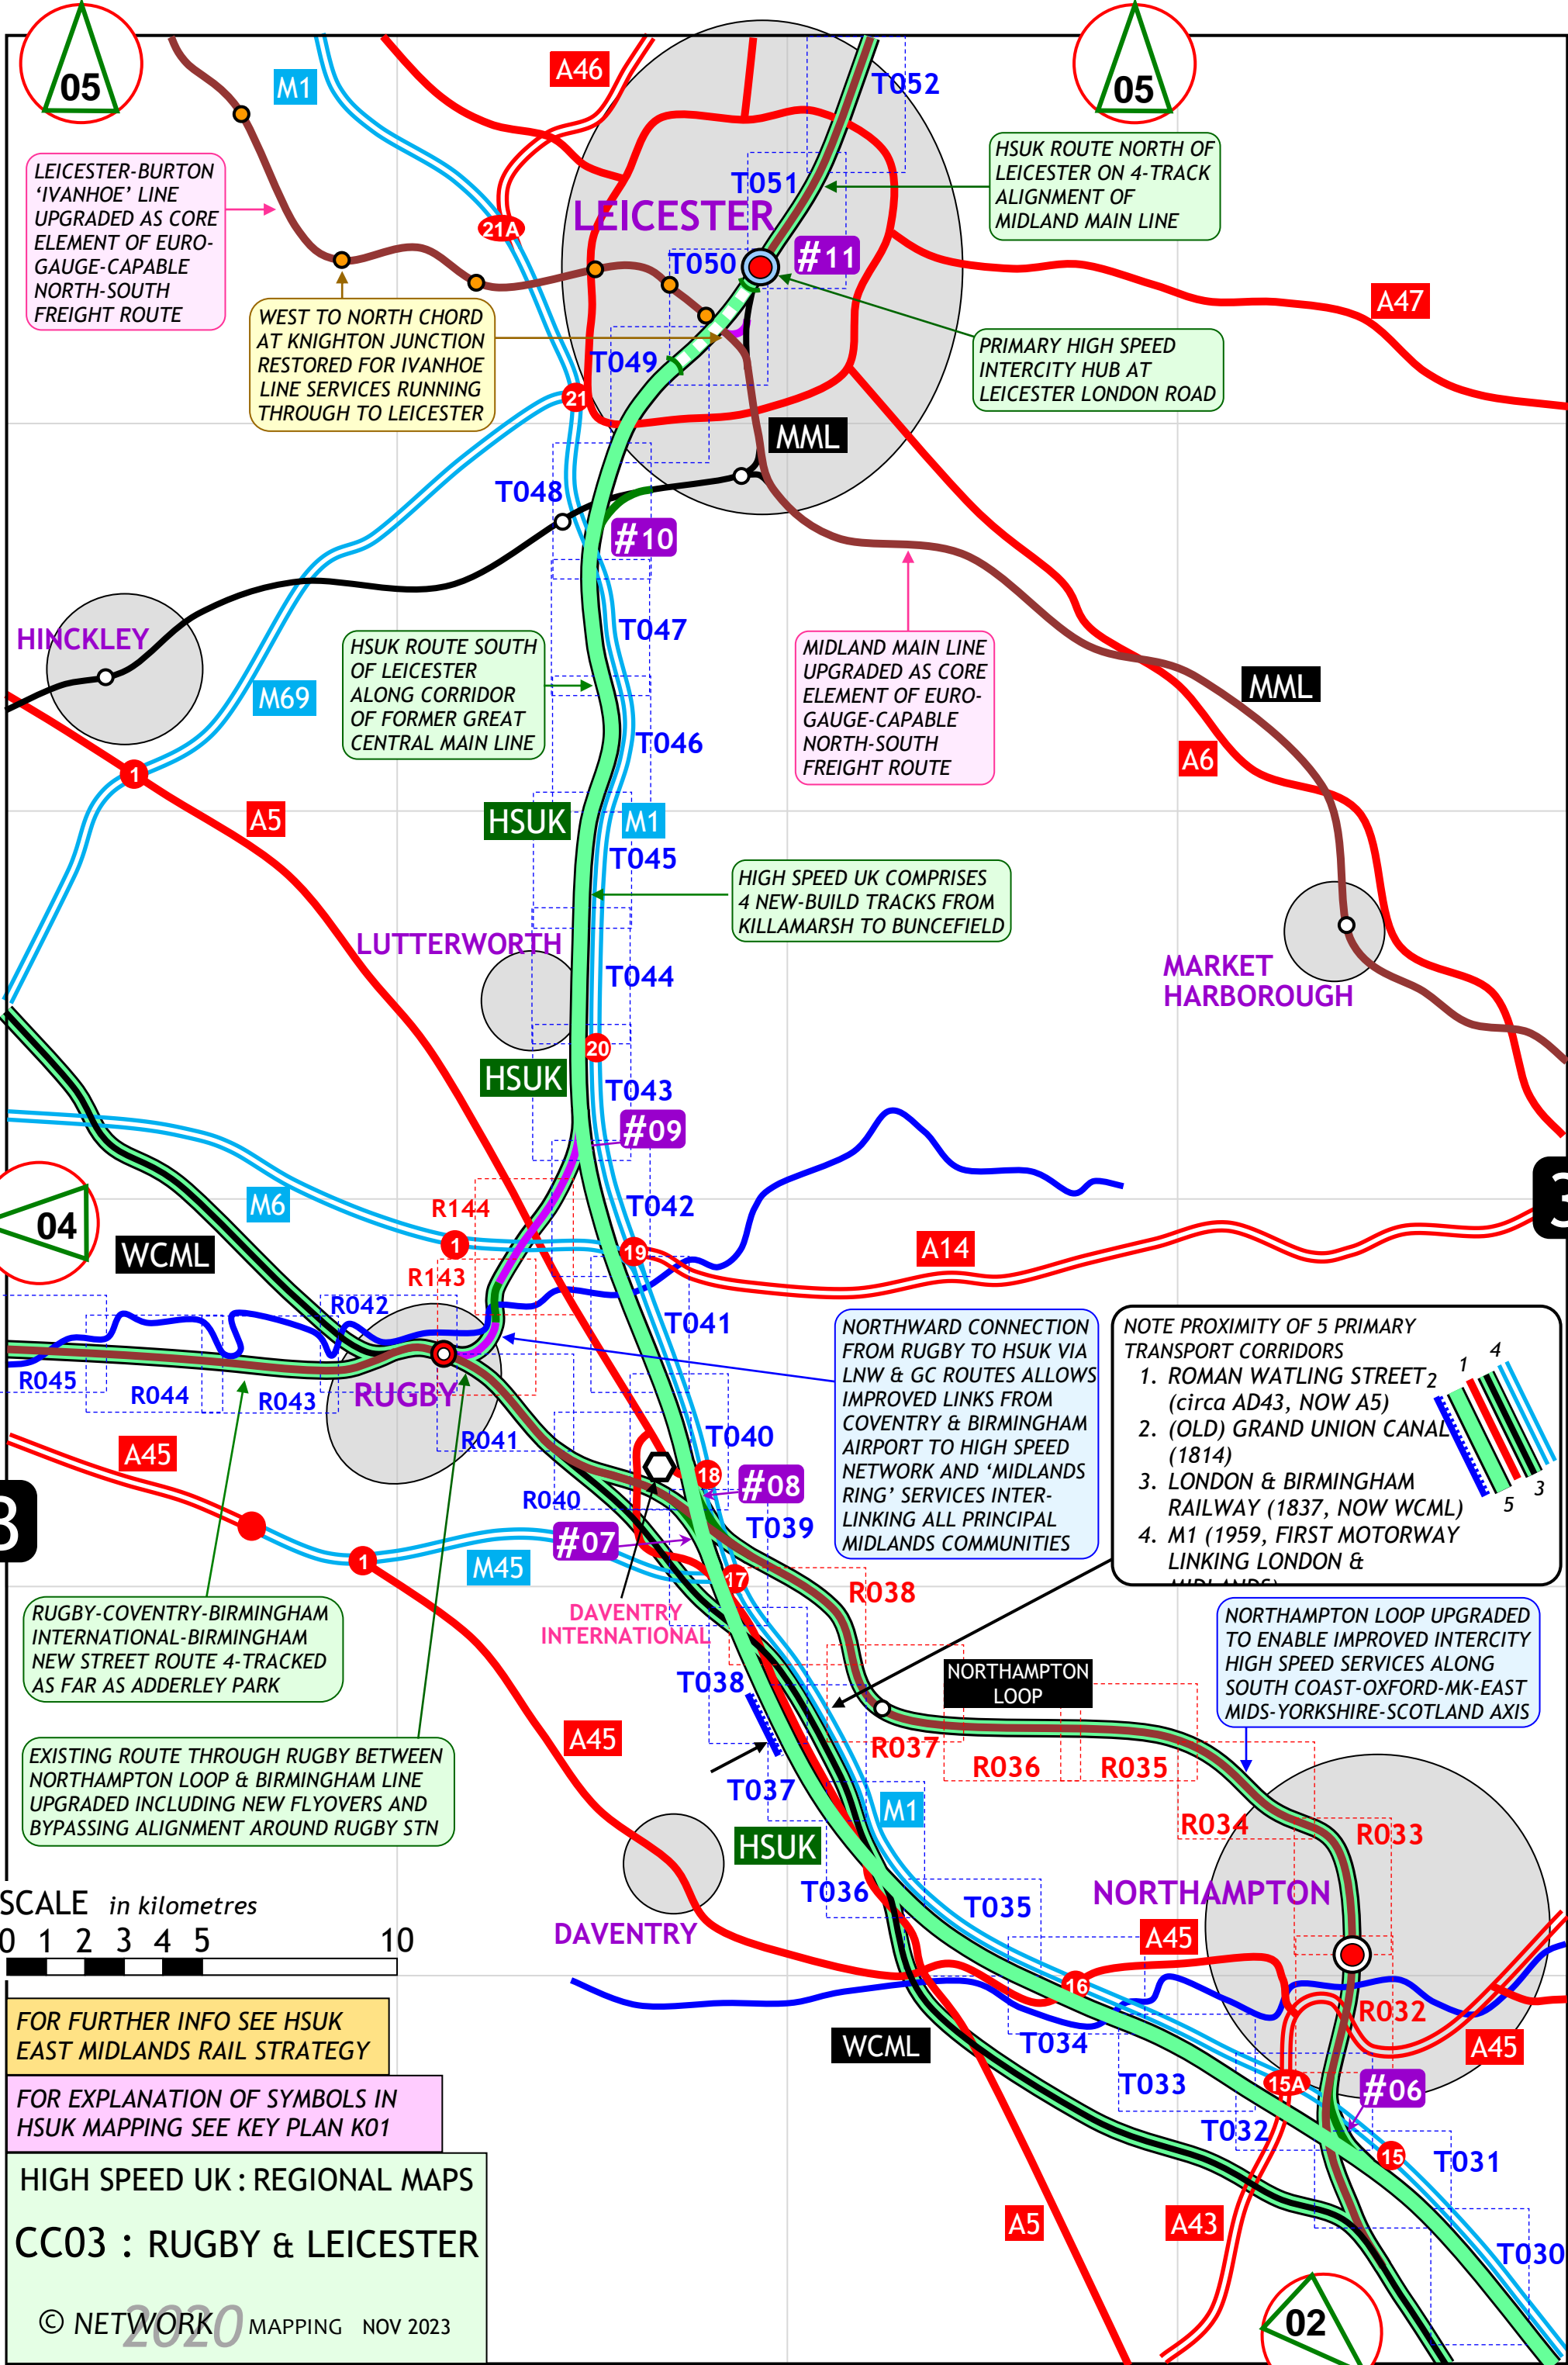 05
M1
A46
T052
05
LEICESTER-BURTON
‘IVANHOE’ LINE
UPGRADED AS CORE
ELEMENT OF EURO-
GAUGE-CAPABLE
NORTH-SOUTH
FREIGHT ROUTE
HSUK ROUTE NORTH OF
LEICESTER ON 4-TRACK
ALIGNMENT OF
MIDLAND MAIN LINE
T051
LEICESTER
21A
T050
#11
A47
WEST TO NORTH CHORD
AT KNIGHTON JUNCTION
RESTORED FOR IVANHOE
LINE SERVICES RUNNING
THROUGH TO LEICESTER
T049
PRIMARY HIGH SPEED
INTERCITY HUB AT
LEICESTER LONDON ROAD
21
MML
T048
#10
HINCKLEY
T047
M69
HSUK ROUTE SOUTH
OF LEICESTER
ALONG CORRIDOR
OF FORMER GREAT
CENTRAL MAIN LINE
MIDLAND MAIN LINE
UPGRADED AS CORE
ELEMENT OF EURO-
GAUGE-CAPABLE
NORTH-SOUTH
FREIGHT ROUTE
MML
T046
A6
1
A5
HSUK
M1
T045
HIGH SPEED UK COMPRISES
4 NEW-BUILD TRACKS FROM
KILLAMARSH TO BUNCEFIELD
LUTTERWORTH
T044
MARKET
HARBOROUGH
20
HSUK
T043
#09
04
M6
R144
T042
3
WCML
1
19
A14
R143
R042
T041
R045
R044
R043
RUGBY
R041
NORTHWARD CONNECTION
FROM RUGBY TO HSUK VIA
LNW & GC ROUTES ALLOWS
IMPROVED LINKS FROM
COVENTRY & BIRMINGHAM
AIRPORT TO HIGH SPEED
NETWORK AND ‘MIDLANDS
RING’ SERVICES INTER-
LINKING ALL PRINCIPAL
MIDLANDS COMMUNITIES
NOTE PROXIMITY OF 5 PRIMARY
TRANSPORT CORRIDORS
1. ROMAN WATLING STREET
(circa AD43, NOW A5)
2. (OLD) GRAND UNION CANAL
(1814)
3. LONDON & BIRMINGHAM
RAILWAY (1837, NOW WCML)
4. M1 (1959, FIRST MOTORWAY
LINKING LONDON &
MIDLANDS)
1 4
2
5 3
A45
T040
18
#08
3
R040
#07
T039
1
M45
17
R038
DAVENTRY
INTERNATIONAL
RUGBY-COVENTRY-BIRMINGHAM
INTERNATIONAL-BIRMINGHAM
NEW STREET ROUTE 4-TRACKED
AS FAR AS ADDERLEY PARK
NORTHAMPTON LOOP UPGRADED
TO ENABLE IMPROVED INTERCITY
HIGH SPEED SERVICES ALONG
SOUTH COAST-OXFORD-MK-EAST
MIDS-YORKSHIRE-SCOTLAND AXIS
T038
NORTHAMPTON
LOOP
A45
R037
R036
R035
EXISTING ROUTE THROUGH RUGBY BETWEEN
NORTHAMPTON LOOP & BIRMINGHAM LINE
UPGRADED INCLUDING NEW FLYOVERS AND
BYPASSING ALIGNMENT AROUND RUGBY STN
T037
M1
R034
R033
HSUK
T036
T035
NORTHAMPTON
SCALE in kilometres
0 1 2 3 4 5 10
DAVENTRY
A45
16
FOR FURTHER INFO SEE HSUK
EAST MIDLANDS RAIL STRATEGY
WCML
T034
R032
A45
T033
15A
#06
FOR EXPLANATION OF SYMBOLS IN
HSUK MAPPING SEE KEY PLAN K01
T032
15
T031
HIGH SPEED UK : REGIONAL MAPS
CC03 : RUGBY & LEICESTER
A5
A43
T030
© NETWORK 2020 MAPPING NOV 2023
02